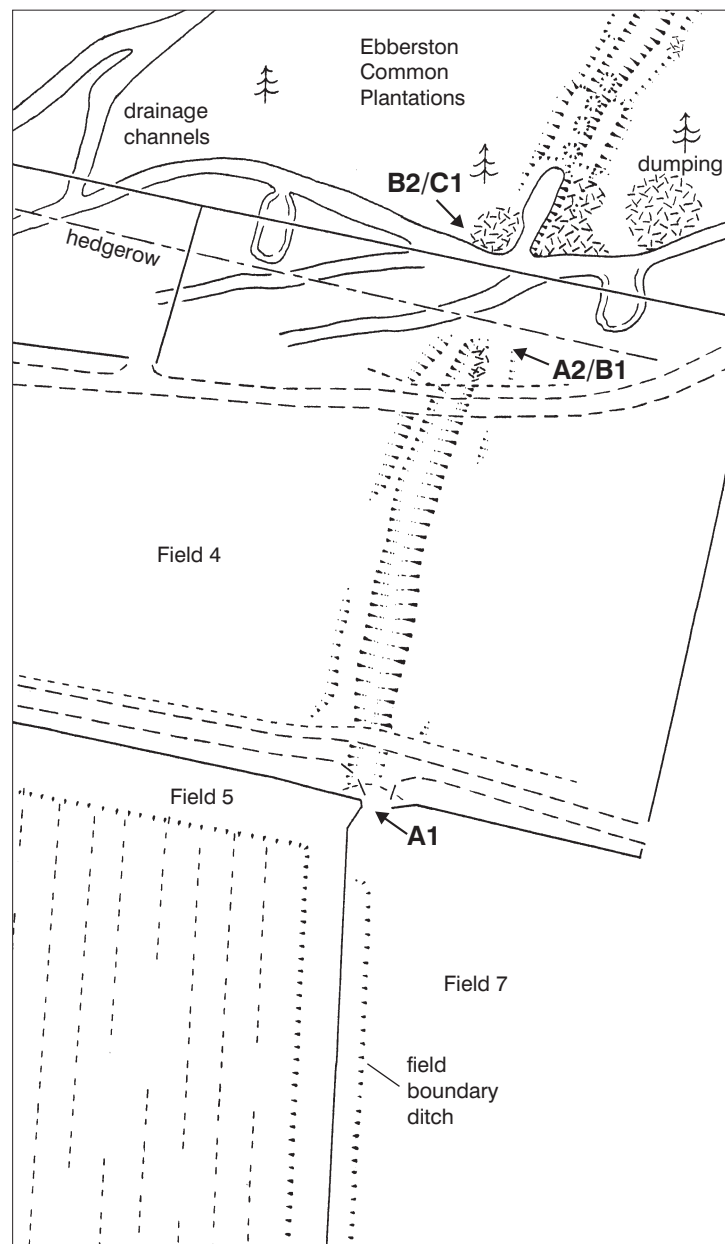 Ebberston
Common
Plantations
drainage
channels
dumping
B2/C1
hedgerow
A2/B1
Field 4
Field 5
A1
Field 7
field
boundary
ditch